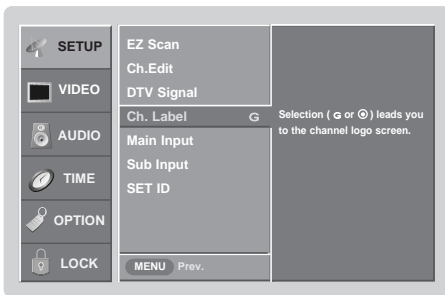 SETUP
VIDEO
AUDIO
TIME
OPTION
LOCK
EZ Scan
Ch.Edit
DTV Signal
Ch. Label G
Main Input
Sub Input
SET ID
MENU Prev.
Selection ( G or ) leads you
to the channel logo screen.